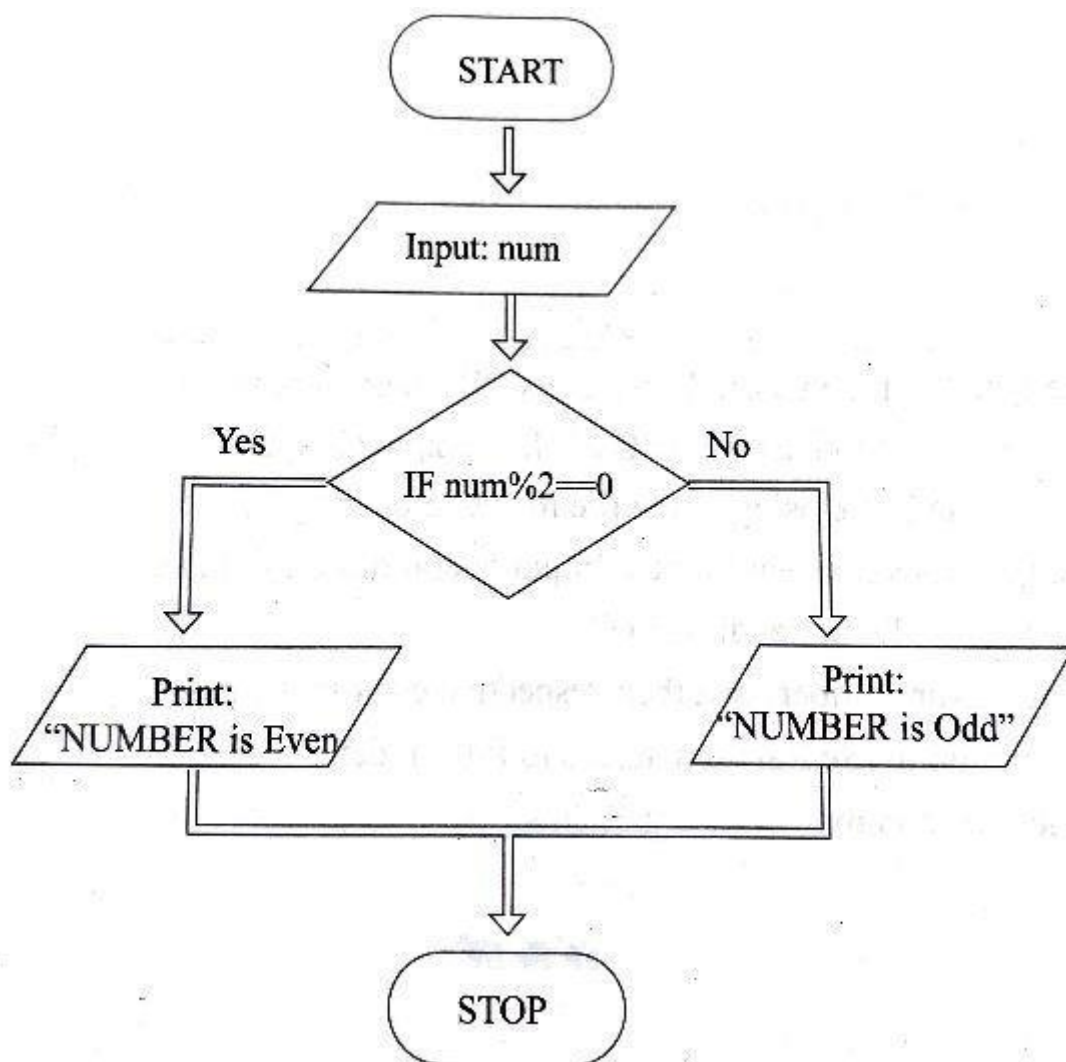 START
Input: num
Yes
No
IF num%2==0
Print:
“NUMBER is Even
Print:
“NUMBER is Odd”
STOP